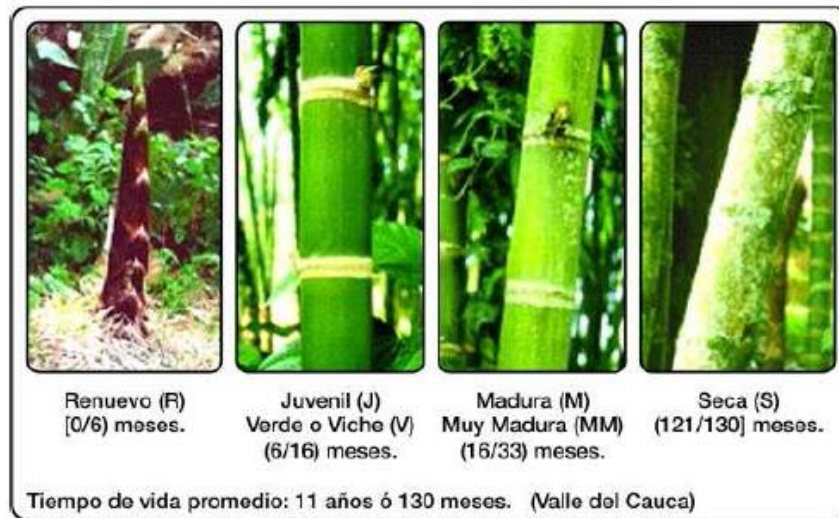 Renuevo (R)
[0/6) meses.
Juvenil (J)
Verde o Viche (V)
(6/16) meses.
Madura (M)
Muy Madura (MM)
(16/33) meses.
Seca (S)
(121/130] meses.
Tiempo de vida promedio: 11 años ó 130 meses. (Valle del Cauca)